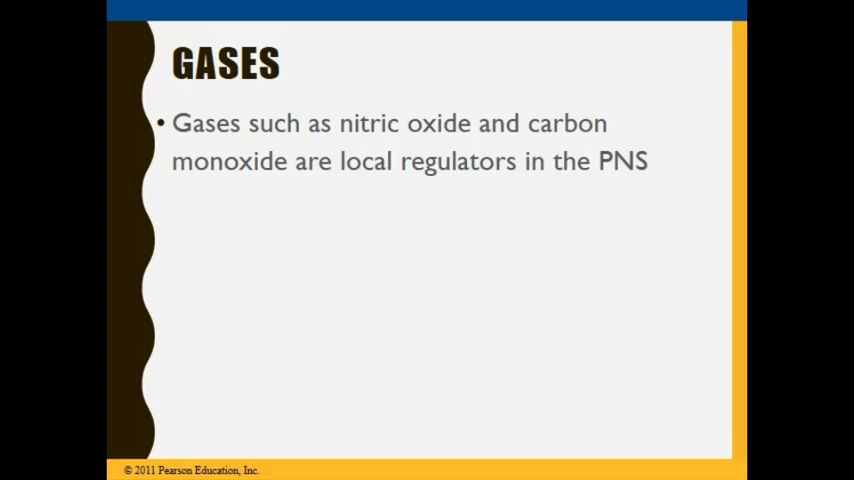 GASES
• Gases such as nitric oxide and carbon
monoxide are local regulators in the PNS
© 2011 Pearson Education, Inc.